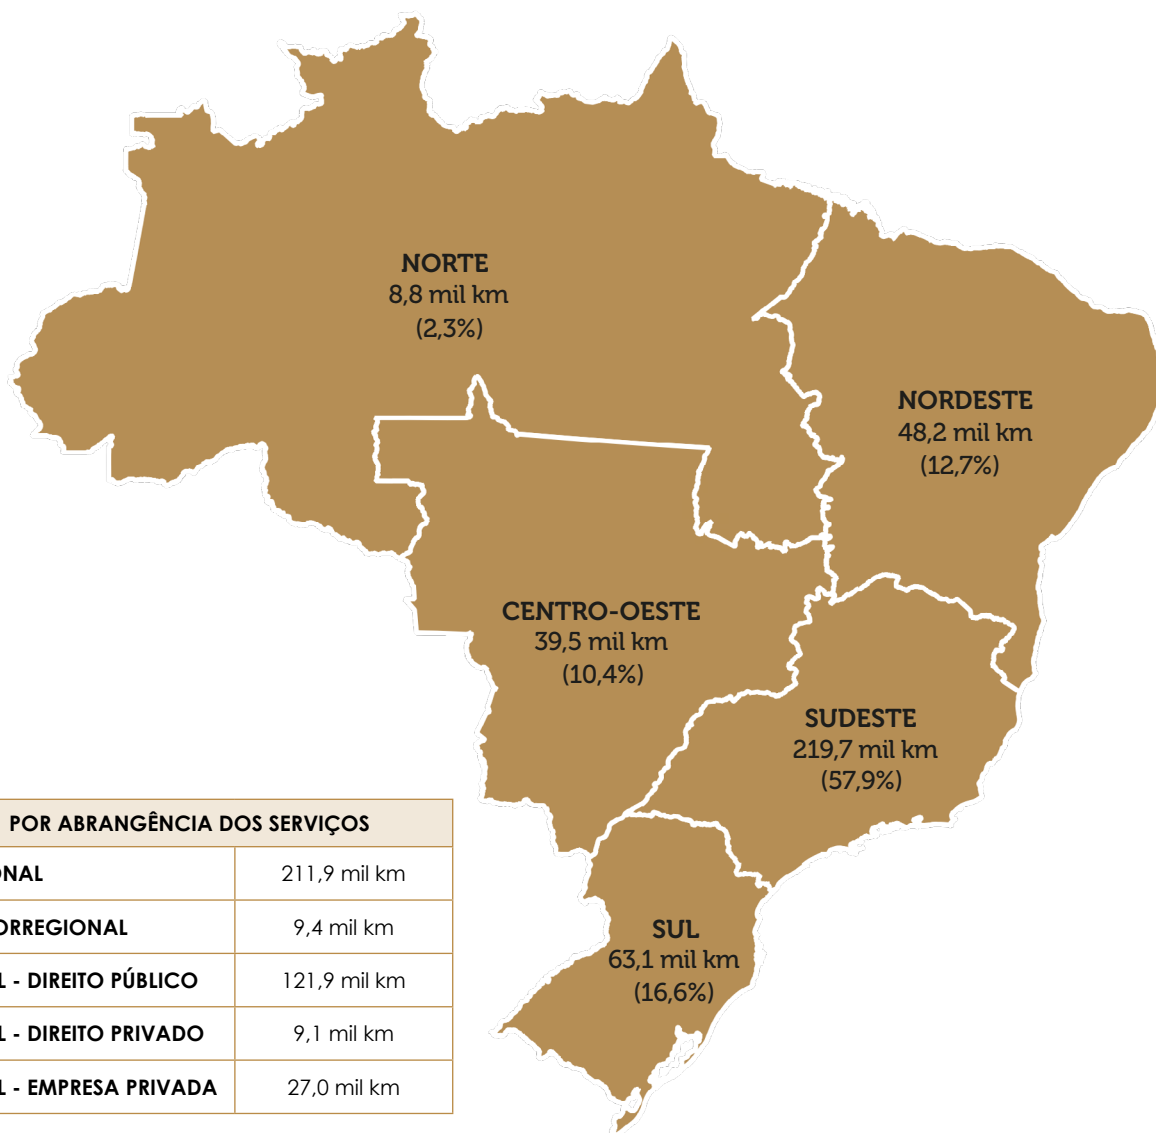 NORTE
8,8 mil km
(2,3%)
NORDESTE
48,2 mil km
(12,7%)
CENTRO-OESTE
39,5 mil km
(10,4%)
SUDESTE
219,7 mil km
(57,9%)
POR ABRANGÊNCIA DOS SERVIÇOS
ONAL 211,9 mil km
ORREGIONAL 9,4 mil km
L - DIREITO PÚBLICO 121,9 mil km
L - DIREITO PRIVADO 9,1 mil km
L - EMPRESA PRIVADA 27,0 mil km
SUL
63,1 mil km
(16,6%)